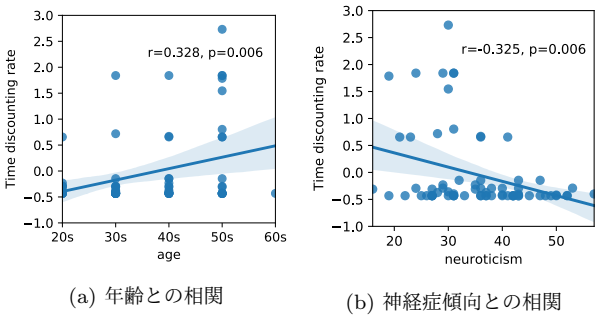 3.0
2.5
2.0
1.5
1.0
0.5
0.0
−0.5
−1.0
Time discounting rate
r=0.328, p=0.006
20s 30s 40s 50s 60s
age
(a) 年齢との相関
3.0
2.5
2.0
1.5
1.0
0.5
0.0
−0.5
−1.0
Time discounting rate
r=-0.325, p=0.006
20 30 40 50
neuroticism
(b) 神経症傾向との相関